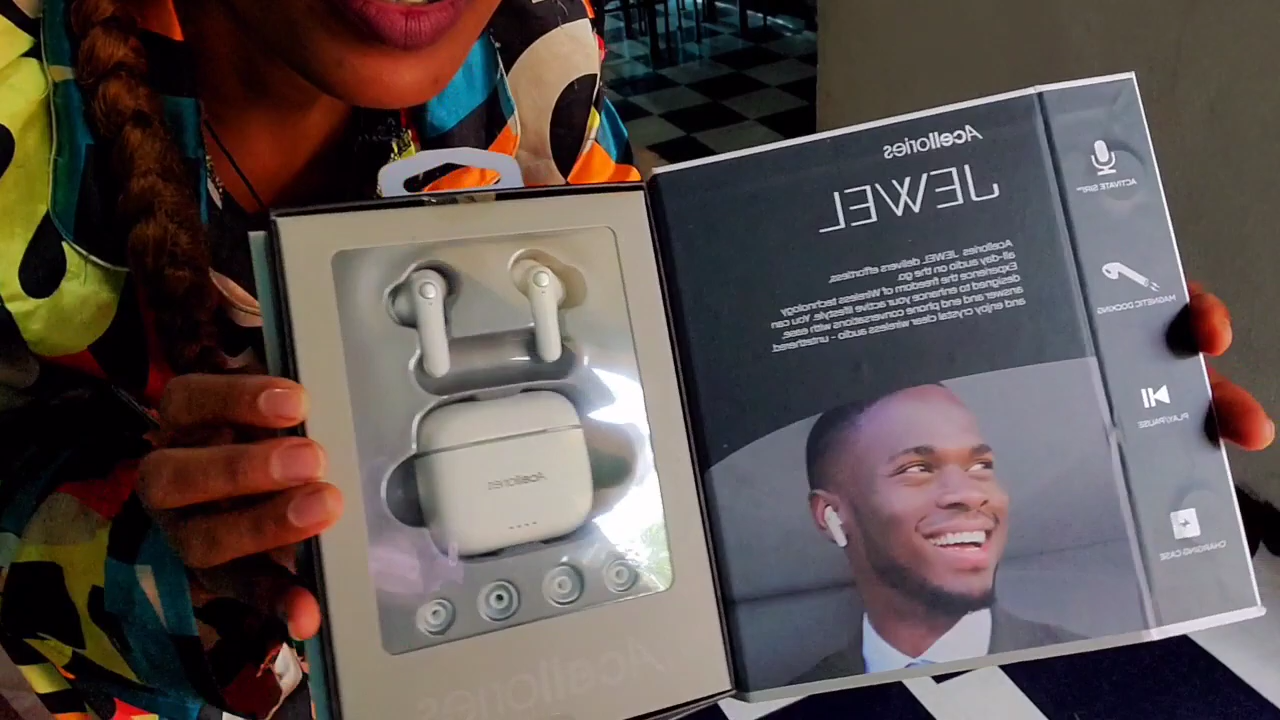 Acellories
JEWEL
Acellories JEWEL delivers effortless,
all-day audio on the go.
Experience the freedom of Wireless technology
designed to enhance your active lifestyle. You can
answer and end phone conversations with ease,
and enjoy crystal clear wireless audio - untethered.
ACTIVATE SIRI™
MAGNETIC DOCKING
PLAY/PAUSE
CHARGING CASE
Acellories
Acellories